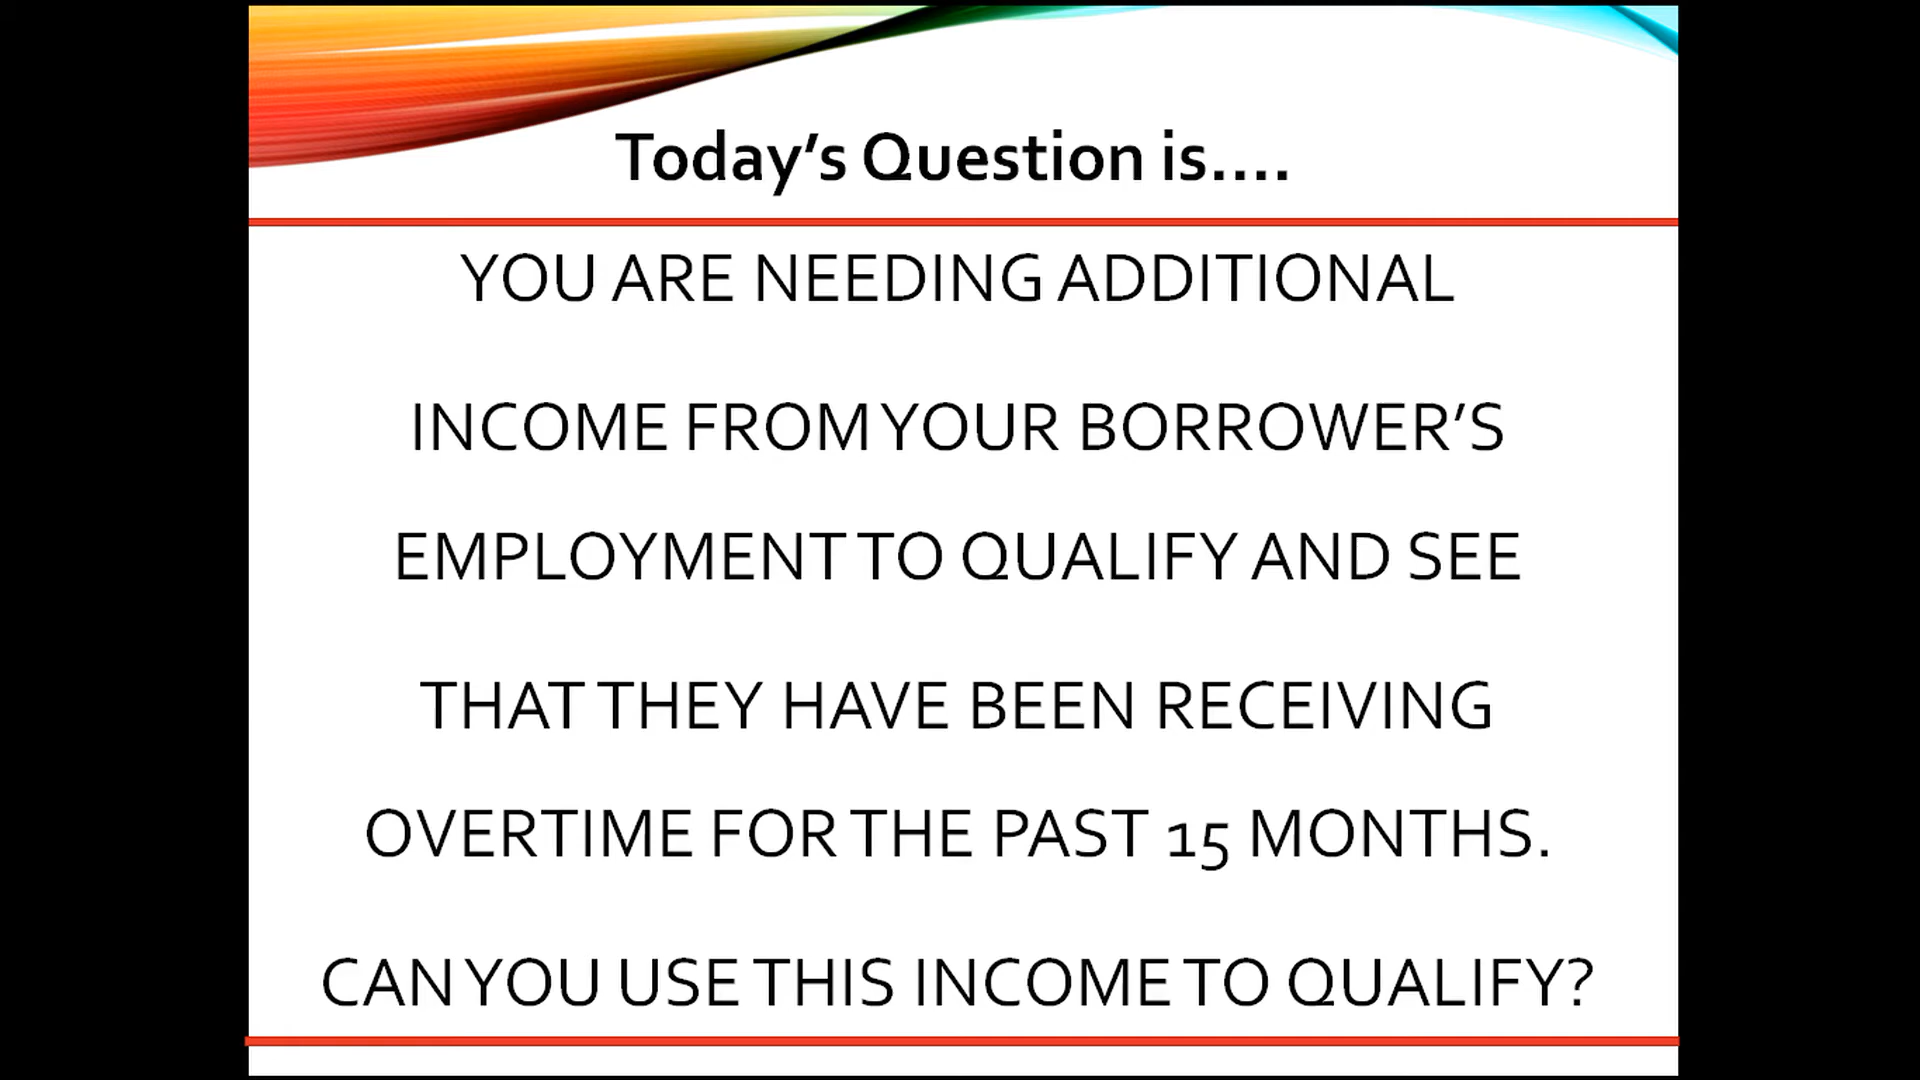 Today’s Question is....
YOU ARE NEEDING ADDITIONAL
INCOME FROM YOUR BORROWER’S
EMPLOYMENT TO QUALIFY AND SEE
THAT THEY HAVE BEEN RECEIVING
OVERTIME FOR THE PAST 15 MONTHS.
CAN YOU USE THIS INCOME TO QUALIFY?